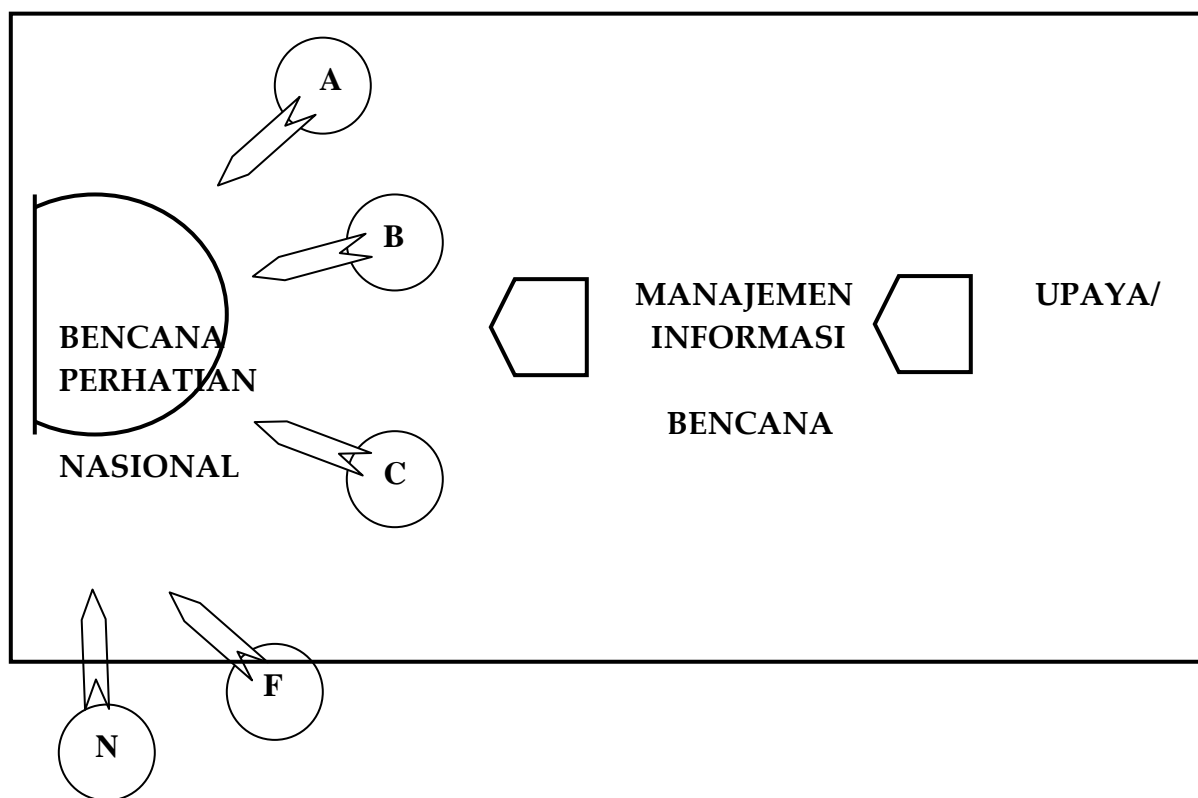 A
B
MANAJEMEN
INFORMASI
BENCANA
UPAYA/
BENCANA
PERHATIAN
NASIONAL
C
F
N